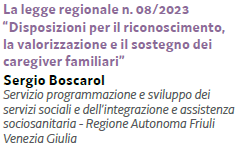 La legge regionale n. 08/2023
“Disposizioni per il riconoscimento,
la valorizzazione e il sostegno dei
caregiver familiari”
Sergio Boscarol
Servizio programmazione e sviluppo dei
servizi sociali e dell'integrazione e assistenza
sociosanitaria - Regione Autonoma Friuli
Venezia Giulia